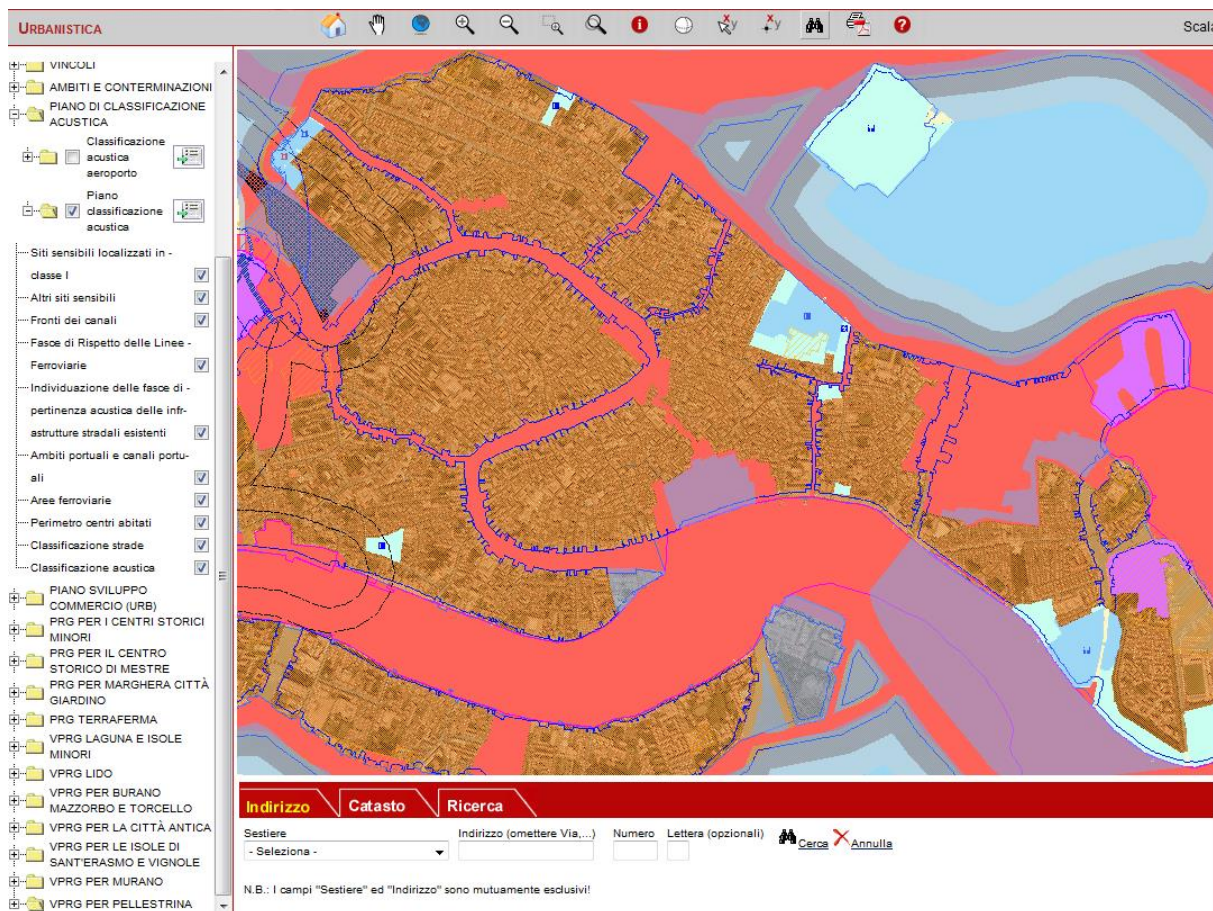 URBANISTICA
Scala
VINCOLI
AMBITI E CONTERMINAZIONI
PIANO DI CLASSIFICAZIONE
ACUSTICA
Classificazione
acustica
aeroporto
Piano
classificazione
acustica
Siti sensibili localizzati in -
classe I
Altri siti sensibili
Fronti dei canali
Fasce di Rispetto delle Linee -
Ferroviarie
Individuazione delle fasce di -
pertinenza acustica delle infr-
astrutture stradali esistenti
Ambiti portuali e canali portu-
ali
Aree ferroviarie
Perimetro centri abitati
Classificazione strade
Classificazione acustica
PIANO SVILUPPO
COMMERCIO (URB)
PRG PER I CENTRI STORICI
MINORI
PRG PER IL CENTRO
STORICO DI MESTRE
PRG PER MARGHERA CITTÀ
GIARDINO
PRG TERRAFERMA
VPRG LAGUNA E ISOLE
MINORI
VPRG LIDO
VPRG PER BURANO
MAZZORBO E TORCELLO
VPRG PER LA CITTÀ ANTICA
VPRG PER LE ISOLE DI
SANT'ERASMO E VIGNOLE
VPRG PER MURANO
VPRG PER PELLESTRINA
Indirizzo Catasto Ricerca
Sestiere Indirizzo (omettere Via,...) Numero Lettera (opzionali)
- Seleziona - Cerca Annulla
N.B.: I campi "Sestiere" ed "Indirizzo" sono mutuamente esclusivi!